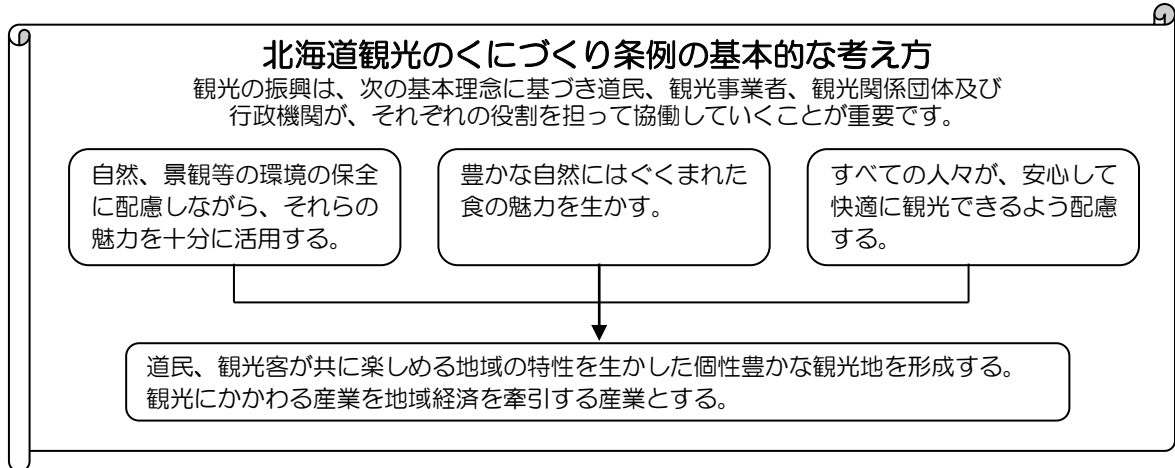 北海道観光のくにづくり条例の基本的な考え方
観光の振興は、次の基本理念に基づき道民、観光事業者、観光関係団体及び
行政機関が、それぞれの役割を担って協働していくことが重要です。
自然、景観等の環境の保全
に配慮しながら、それらの
魅力を十分に活用する。
豊かな自然にはぐくまれた
食の魅力を生かす。
すべての人々が、安心して
快適に観光できるよう配慮
する。
道民、観光客が共に楽しめる地域の特性を生かした個性豊かな観光地を形成する。
観光にかかわる産業を地域経済を牽引する産業とする。